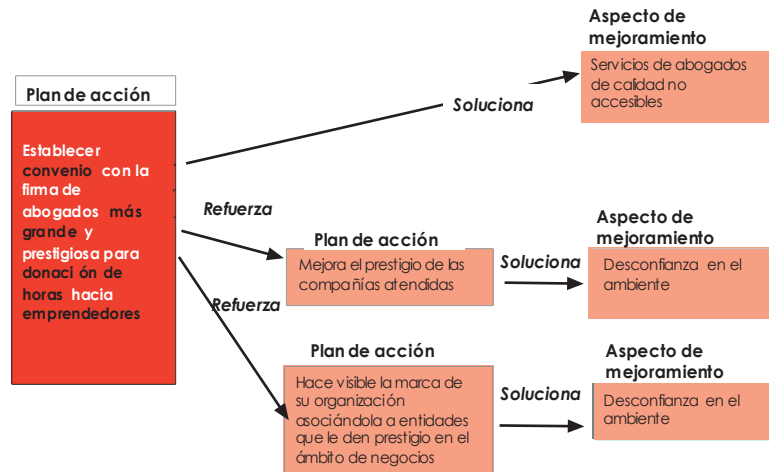 Plan de acción
Establecer
convenio con la
firma de
abogados más
grande y
prestigiosa para
donación de
horas hacia
emprendedores
Soluciona
Aspecto de
mejoramiento
Servicios de abogados
de calidad no
accesibles
Refuerza
Plan de acción
Mejora el prestigio de las
compañías atendidas
Soluciona
Aspecto de
mejoramiento
Desconfianza en el
ambiente
Refuerza
Plan de acción
Hace visible la marca de
su organización
asociándola a entidades
que le den prestigio en el
ámbito de negocios
Soluciona
Aspecto de
mejoramiento
Desconfianza en el
ambiente